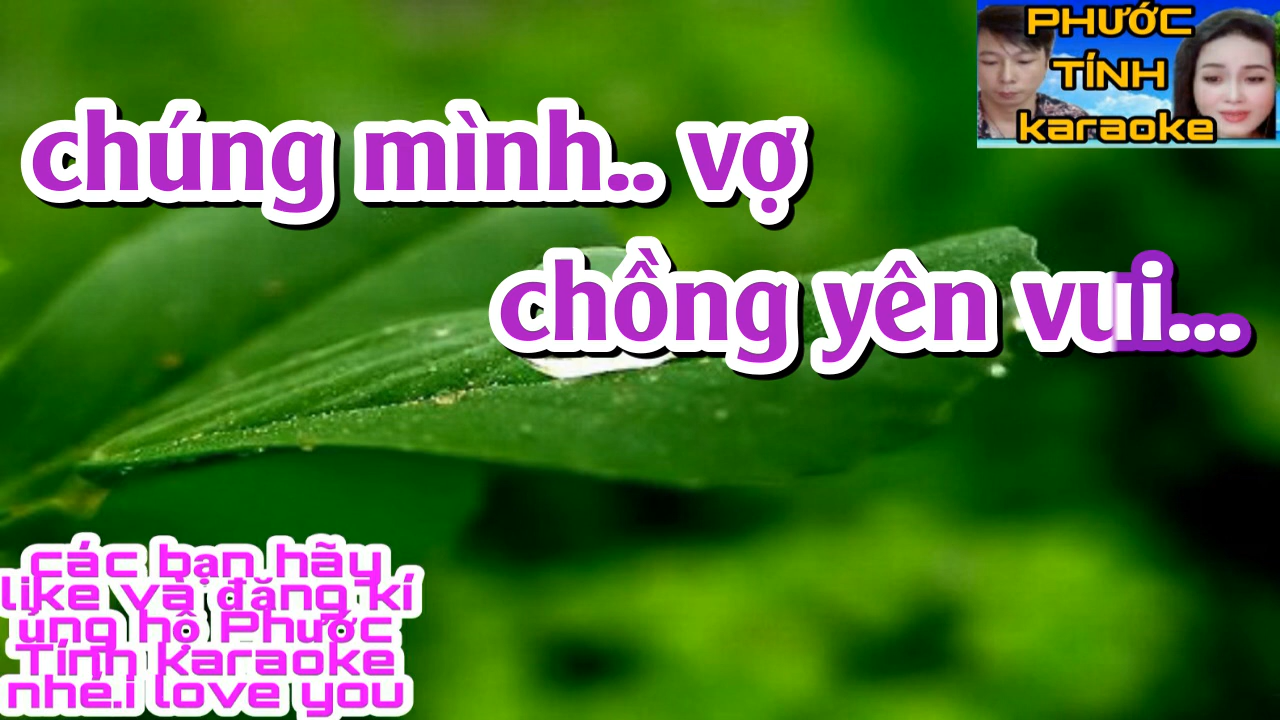 PHƯỚC
TÍNH
karaoke
chúng mình.. vợ
chồng yên vui...
các bạn hãy
like và đăng kí
ủng hộ Phước
Tính Karaoke
nhé.i love you